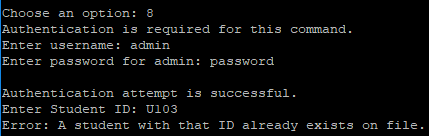 Choose an option: 8
Authentication is required for this command.
Enter username: admin
Enter password for admin: password
Authentication attempt is successful.
Enter Student ID: U103
Error: A student with that ID already exists on file.